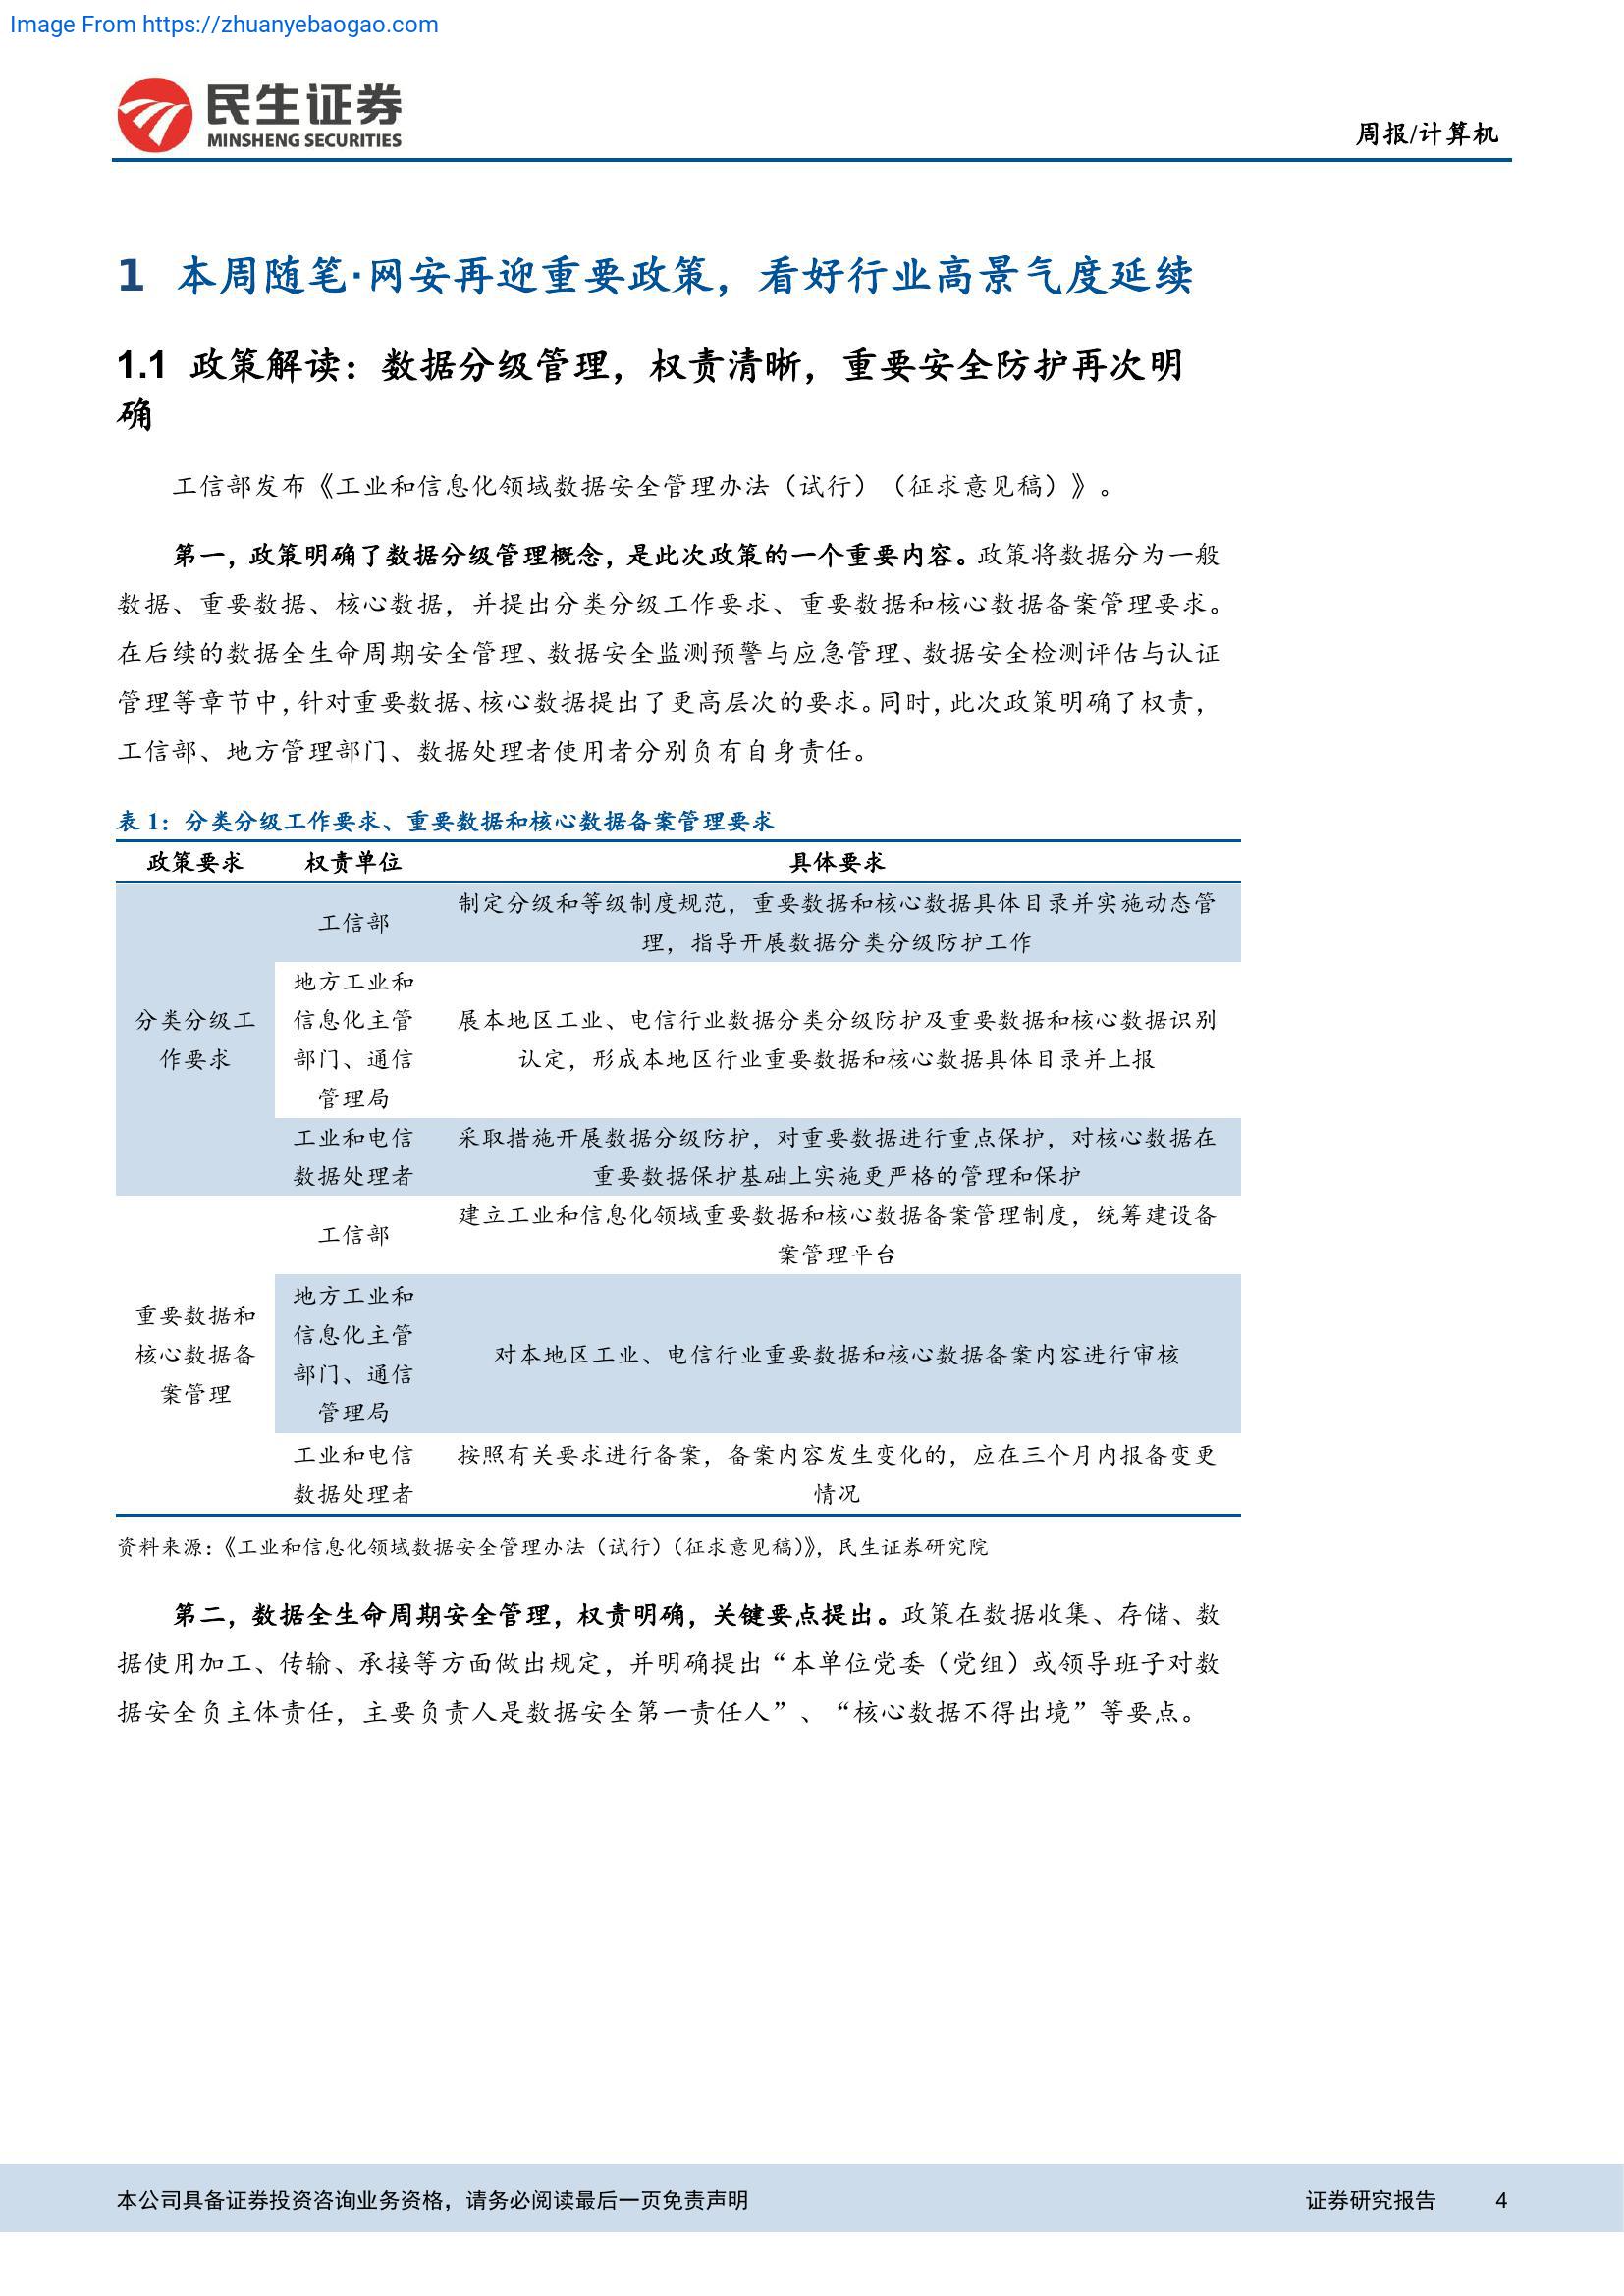 Image From https://zhuanyebaogao.com
民生证券
MINSHENG SECURITIES
周报/计算机
1 本周随笔·网安再迎重要政策，看好行业高景气度延续
1.1 政策解读：数据分级管理，权责清晰，重要安全防护再次明
确
工信部发布《工业和信息化领域数据安全管理办法（试行）（征求意见稿）》。
第一，政策明确了数据分级管理概念，是此次政策的一个重要内容。政策将数据分为一般
数据、重要数据、核心数据，并提出分类分级工作要求、重要数据和核心数据备案管理要求。
在后续的数据全生命周期安全管理、数据安全监测预警与应急管理、数据安全检测评估与认证
管理等章节中，针对重要数据、核心数据提出了更高层次的要求。同时，此次政策明确了权责，
工信部、地方管理部门、数据处理者使用者分别负有自身责任。
表 1：分类分级工作要求、重要数据和核心数据备案管理要求
政策要求 权责单位 具体要求
分类分级工
作要求
工信部
制定分级和等级制度规范，重要数据和核心数据具体目录并实施动态管
理，指导开展数据分类分级防护工作
地方工业和
信息化主管
部门、通信
管理局
展本地区工业、电信行业数据分类分级防护及重要数据和核心数据识别
认定，形成本地区行业重要数据和核心数据具体目录并上报
工业和电信
数据处理者
采取措施开展数据分级防护，对重要数据进行重点保护，对核心数据在
重要数据保护基础上实施更严格的管理和保护
重要数据和
核心数据备
案管理
工信部
建立工业和信息化领域重要数据和核心数据备案管理制度，统筹建设备
案管理平台
地方工业和
信息化主管
部门、通信
管理局
对本地区工业、电信行业重要数据和核心数据备案内容进行审核
工业和电信
数据处理者
按照有关要求进行备案，备案内容发生变化的，应在三个月内报备变更
情况
资料来源：《工业和信息化领域数据安全管理办法（试行）（征求意见稿）》，民生证券研究院
第二，数据全生命周期安全管理，权责明确，关键要点提出。政策在数据收集、存储、数
据使用加工、传输、承接等方面做出规定，并明确提出“本单位党委（党组）或领导班子对数
据安全负主体责任，主要负责人是数据安全第一责任人”、“核心数据不得出境”等要点。
本公司具备证券投资咨询业务资格，请务必阅读最后一页免责声明
证券研究报告 4